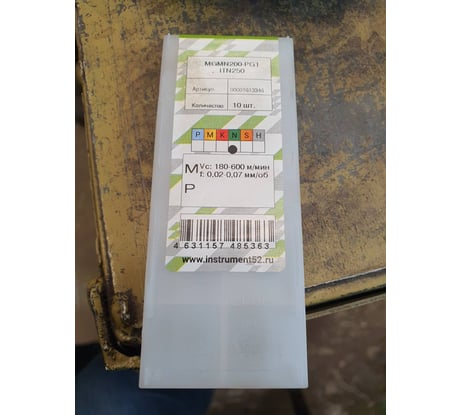 MGMN200-PG1
ITN250
Артикул
Количество 10 шт.
P M K N S H
M Vc: 180-600 м/мин
f: 0,02-0,07 мм/об
P
4 631157 485363
www.instrument52.ru